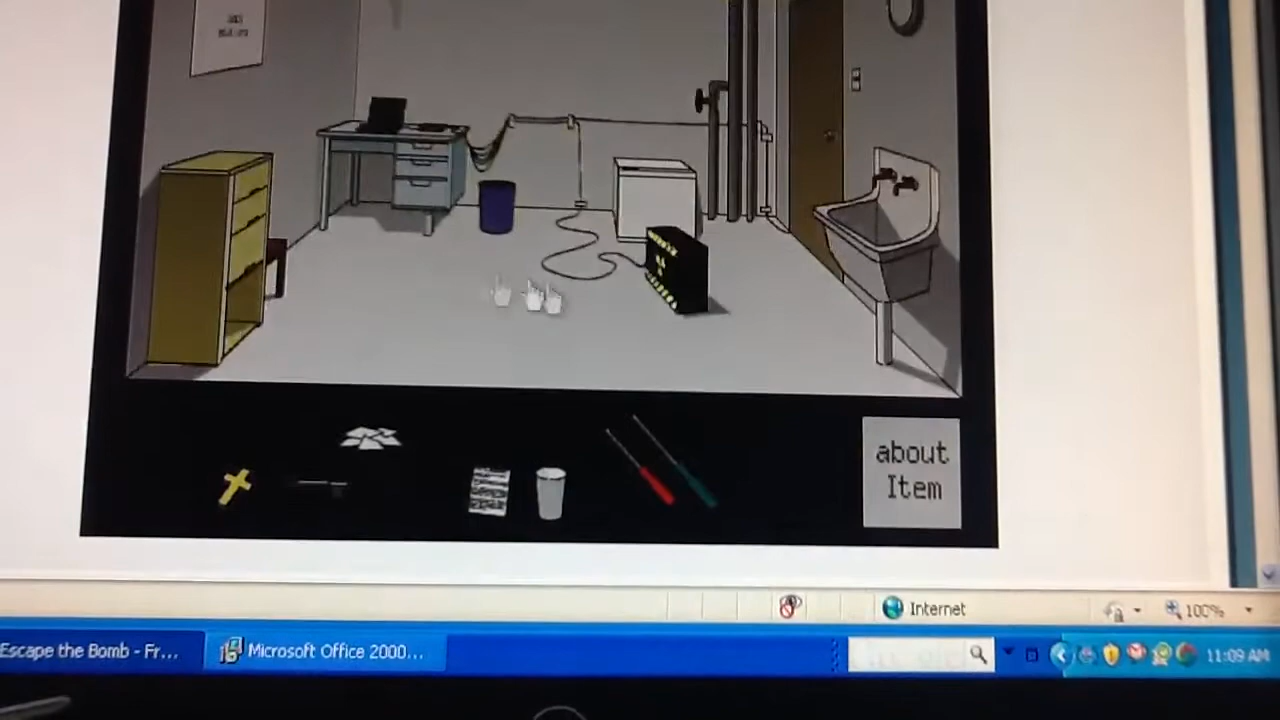 about
Item
Internet
100%
Escape the Bomb - Fr...
Microsoft Office 2000...
11:09 AM